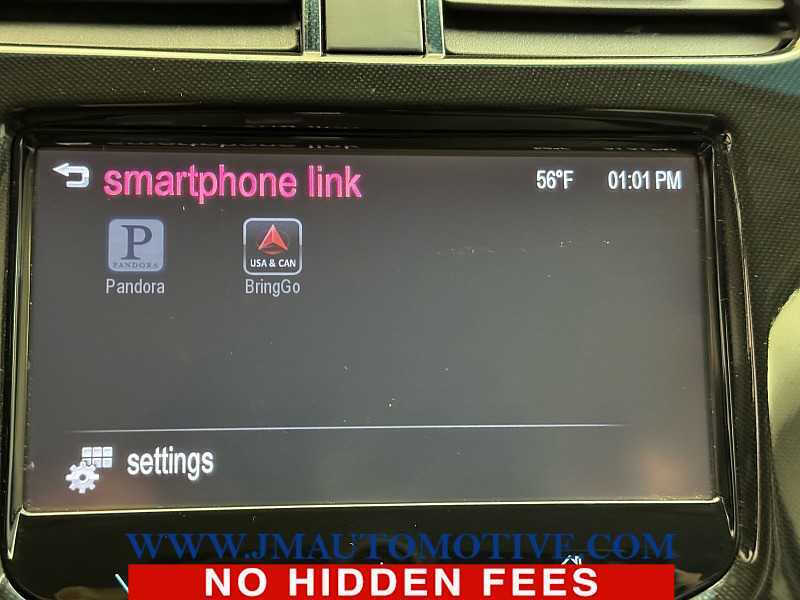 smartphone link 56°F 01:01 PM
P
PANDORA
USA & CAN
Pandora BringGo
settings
WWW.JMAUTOMOTIVE.COM
NO HIDDEN FEES